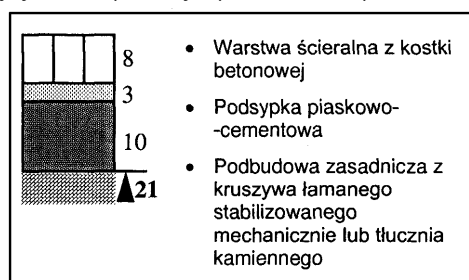 8
3
10
21
• Warstwa ścieralna z kostki
betonowej
• Podsypka piaskowo-
-cementowa
• Podbudowa zasadnicza z
kruszywa łamanego
stabilizowanego
mechanicznie lub tłucznia
kamiennego